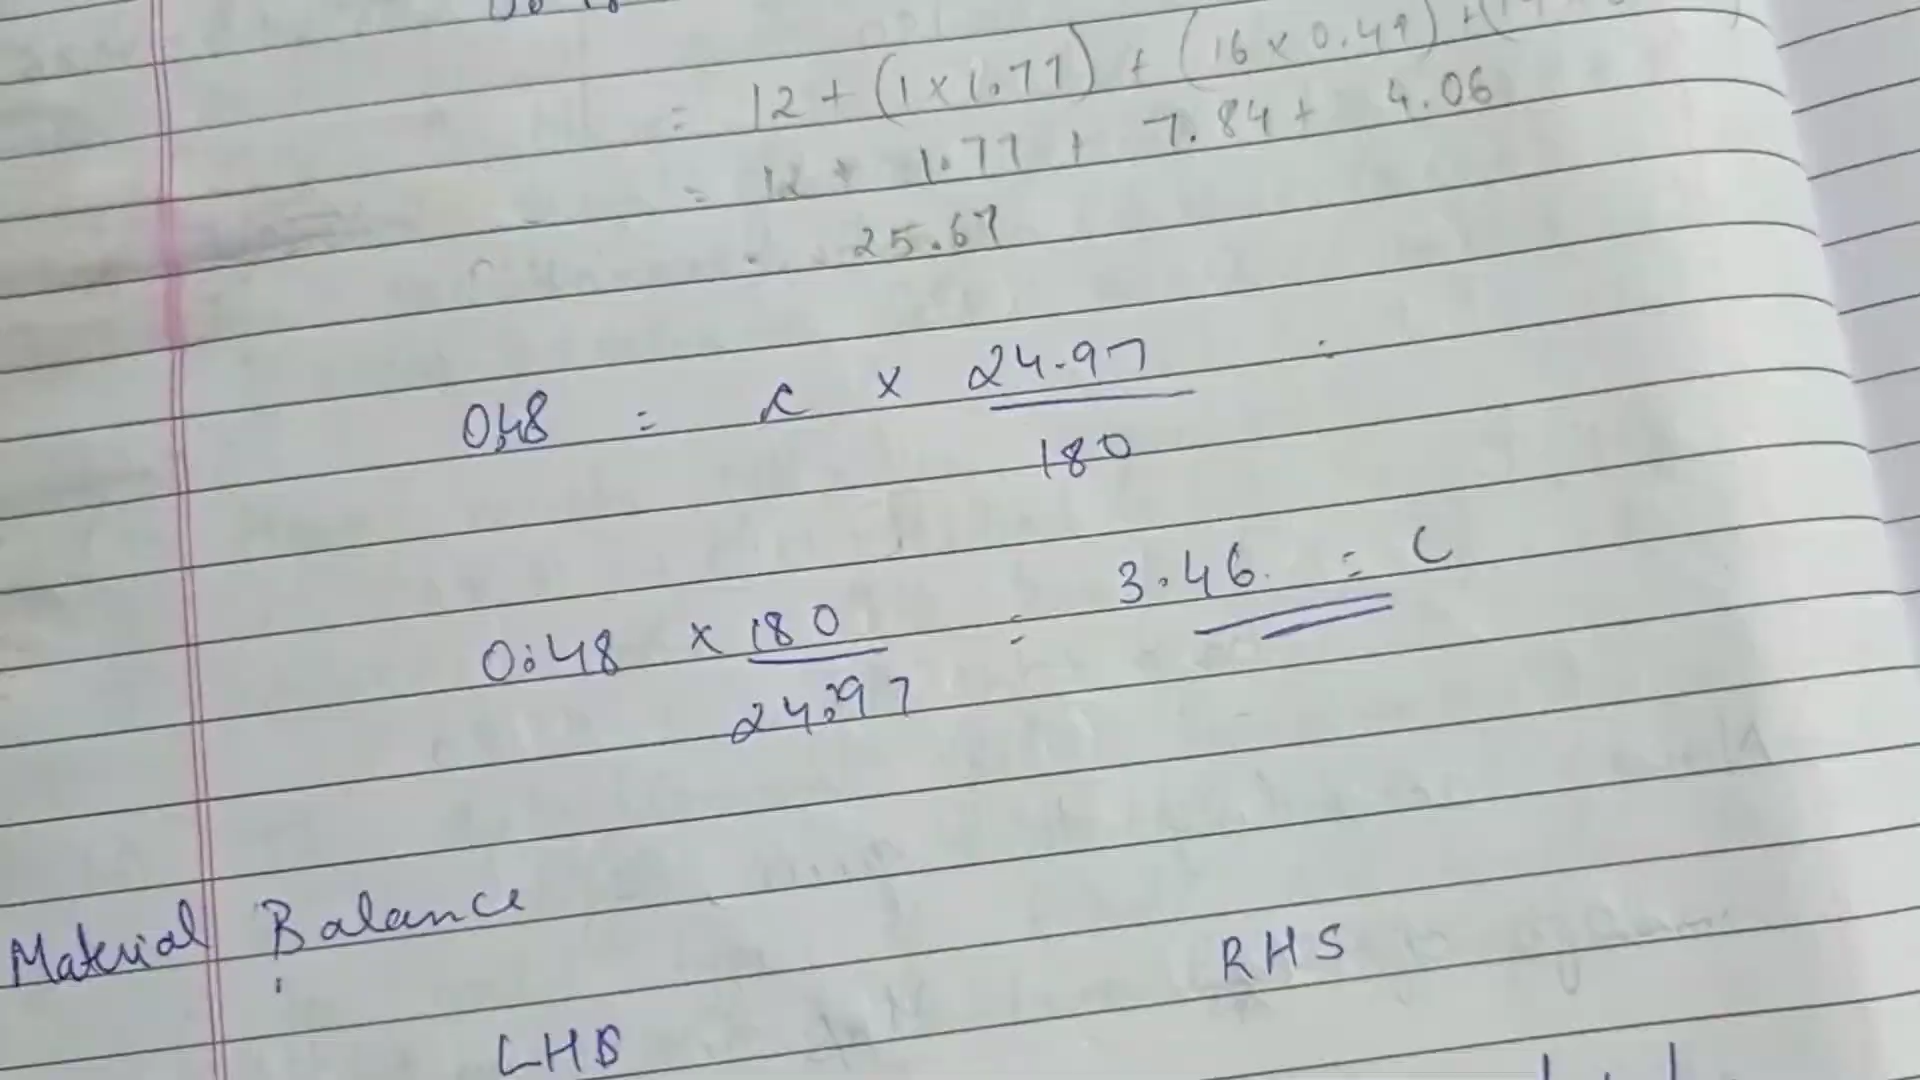 = 12 + (1 x 1.77) + (16 x 0.49) + (14
= 12 + 1.77 + 7.84 + 4.06
= 25.67
0.48 = c x 24.97
180
0.48 x 180 = 3.46 = C
24.97
Material Balance
RHS
LHS